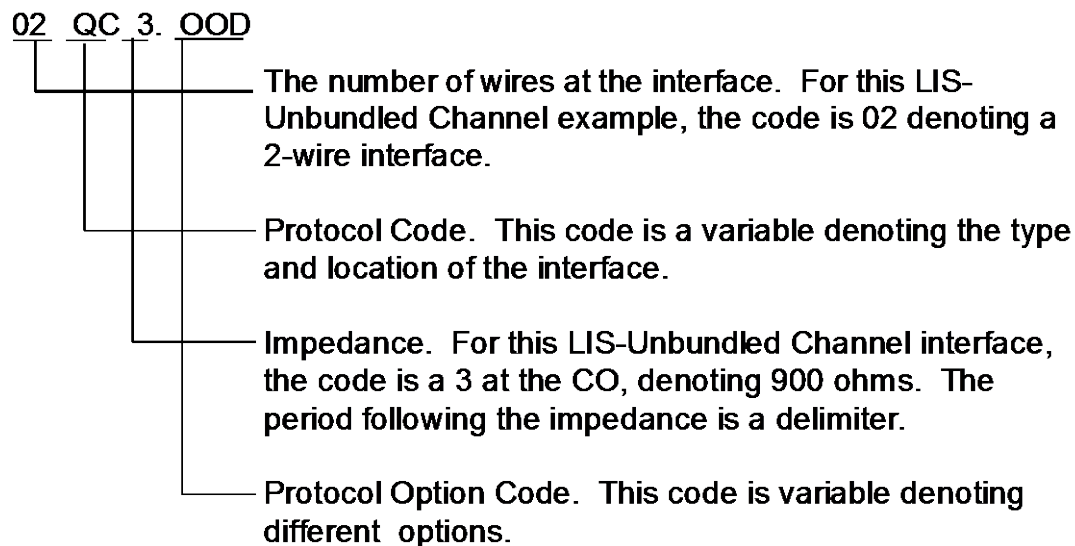 02 QC 3. OOD
The number of wires at the interface. For this LIS-
Unbundled Channel example, the code is 02 denoting a
2-wire interface.
Protocol Code. This code is a variable denoting the type
and location of the interface.
Impedance. For this LIS-Unbundled Channel interface,
the code is a 3 at the CO, denoting 900 ohms. The
period following the impedance is a delimiter.
Protocol Option Code. This code is variable denoting
different options.